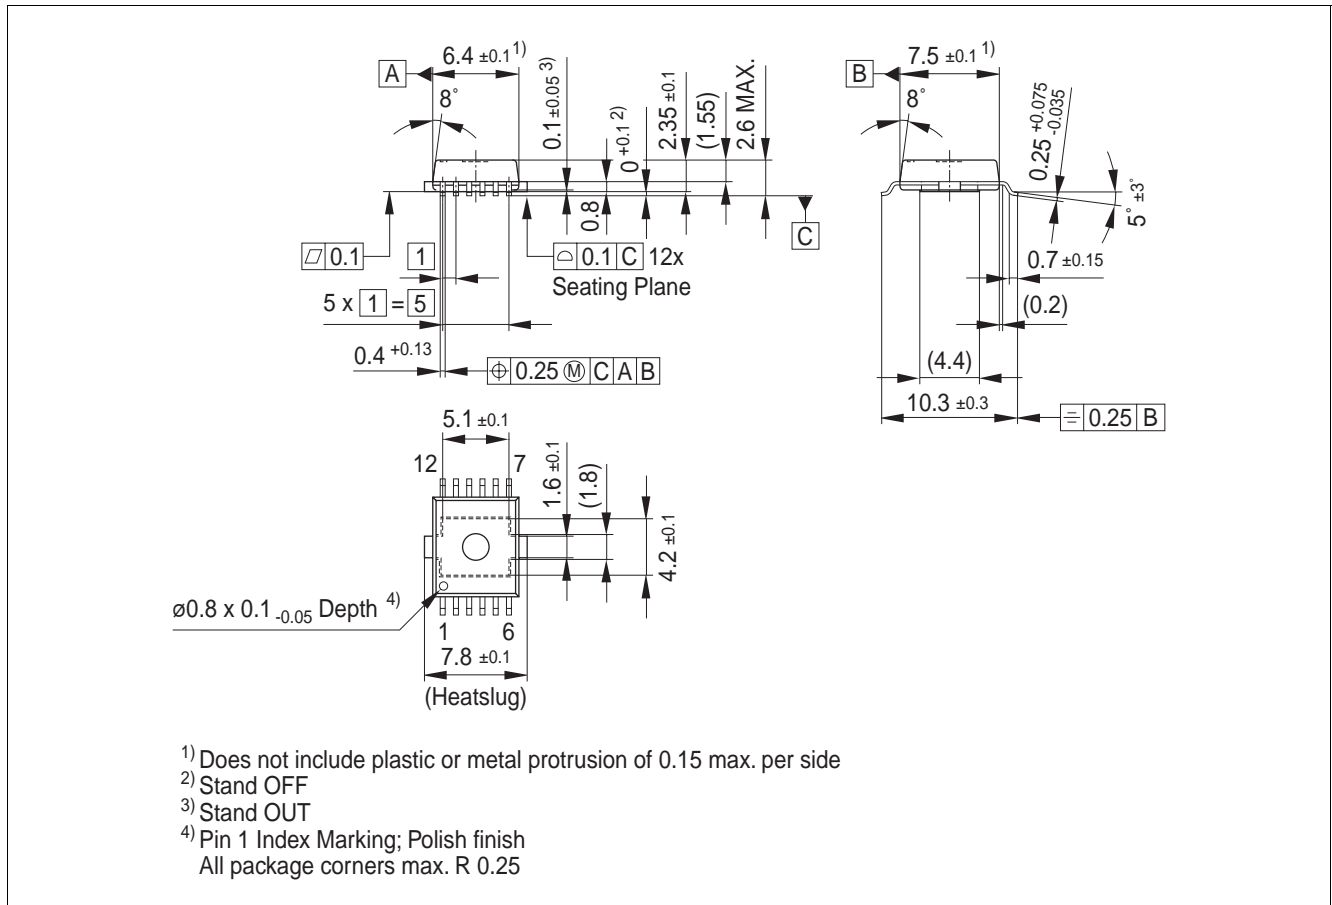 A
6.4 ±0.1 1)
8°
0.1 ±0.05 3)
0 +0.1 2)
2.35 ±0.1
(1.55)
2.6 MAX.
0.8
C
⏥ 0.1
1
⌓ 0.1 C 12x
Seating Plane
5 x 1 = 5
0.4 +0.13
⌖ 0.25 Ⓜ C A B
B
7.5 ±0.1 1)
8°
0.25 +0.075 -0.035
5° ±3°
0.7 ±0.15
(0.2)
(4.4)
10.3 ±0.3
⌯ 0.25 B
5.1 ±0.1
12
7
1.6 ±0.1
(1.8)
4.2 ±0.1
ø0.8 x 0.1 -0.05 Depth 4)
1
6
7.8 ±0.1
(Heatslug)
1) Does not include plastic or metal protrusion of 0.15 max. per side
2) Stand OFF
3) Stand OUT
4) Pin 1 Index Marking; Polish finish
All package corners max. R 0.25